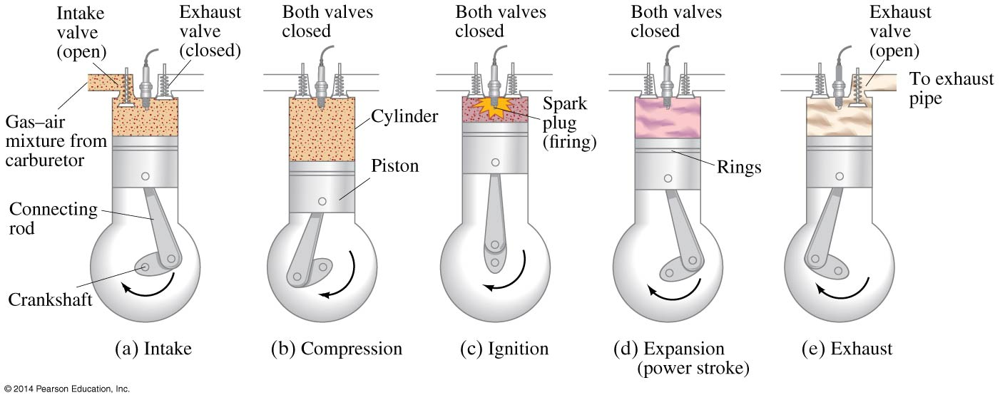 Intake
valve
(open)
Exhaust
valve
(closed)
Both valves
closed
Both valves
closed
Both valves
closed
Exhaust
valve
(open)
To exhaust
pipe
Gas–air
mixture from
carburetor
Cylinder
Spark
plug
(firing)
Piston
Rings
Connecting
rod
Crankshaft
(a) Intake
(b) Compression
(c) Ignition
(d) Expansion
(power stroke)
(e) Exhaust
© 2014 Pearson Education, Inc.